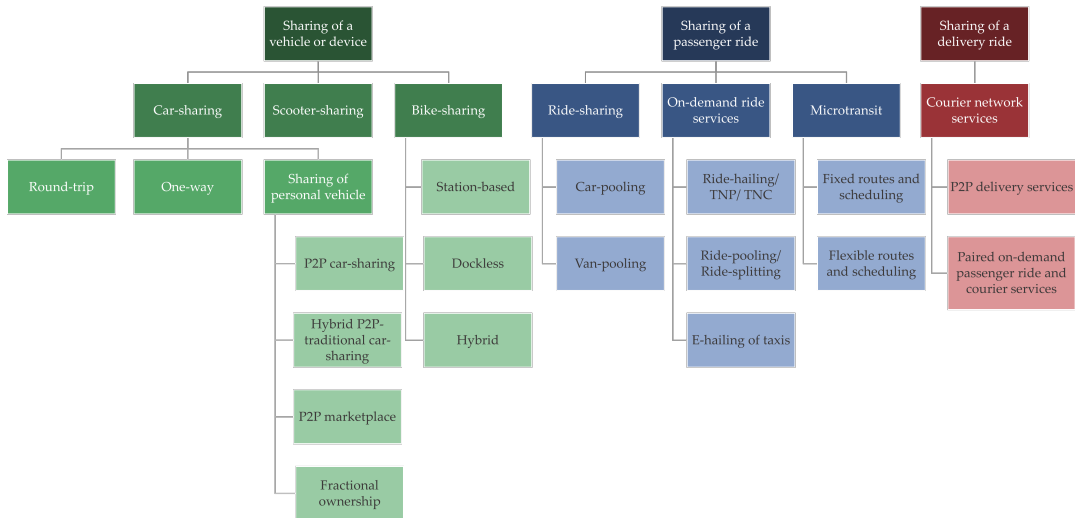 Sharing of a
vehicle or device
Sharing of a
passenger ride
Sharing of a
delivery ride
Car-sharing
Scooter-sharing
Bike-sharing
Ride-sharing
On-demand ride
services
Microtransit
Courier network
services
Round-trip
One-way
Sharing of
personal vehicle
Station-based
Car-pooling
Ride-hailing/
TNP/ TNC
Fixed routes and
scheduling
P2P delivery services
P2P car-sharing
Dockless
Van-pooling
Ride-pooling/
Ride-splitting
Flexible routes
and scheduling
Paired on-demand
passenger ride and
courier services
Hybrid P2P-
traditional car-
sharing
Hybrid
E-hailing of taxis
P2P marketplace
Fractional
ownership